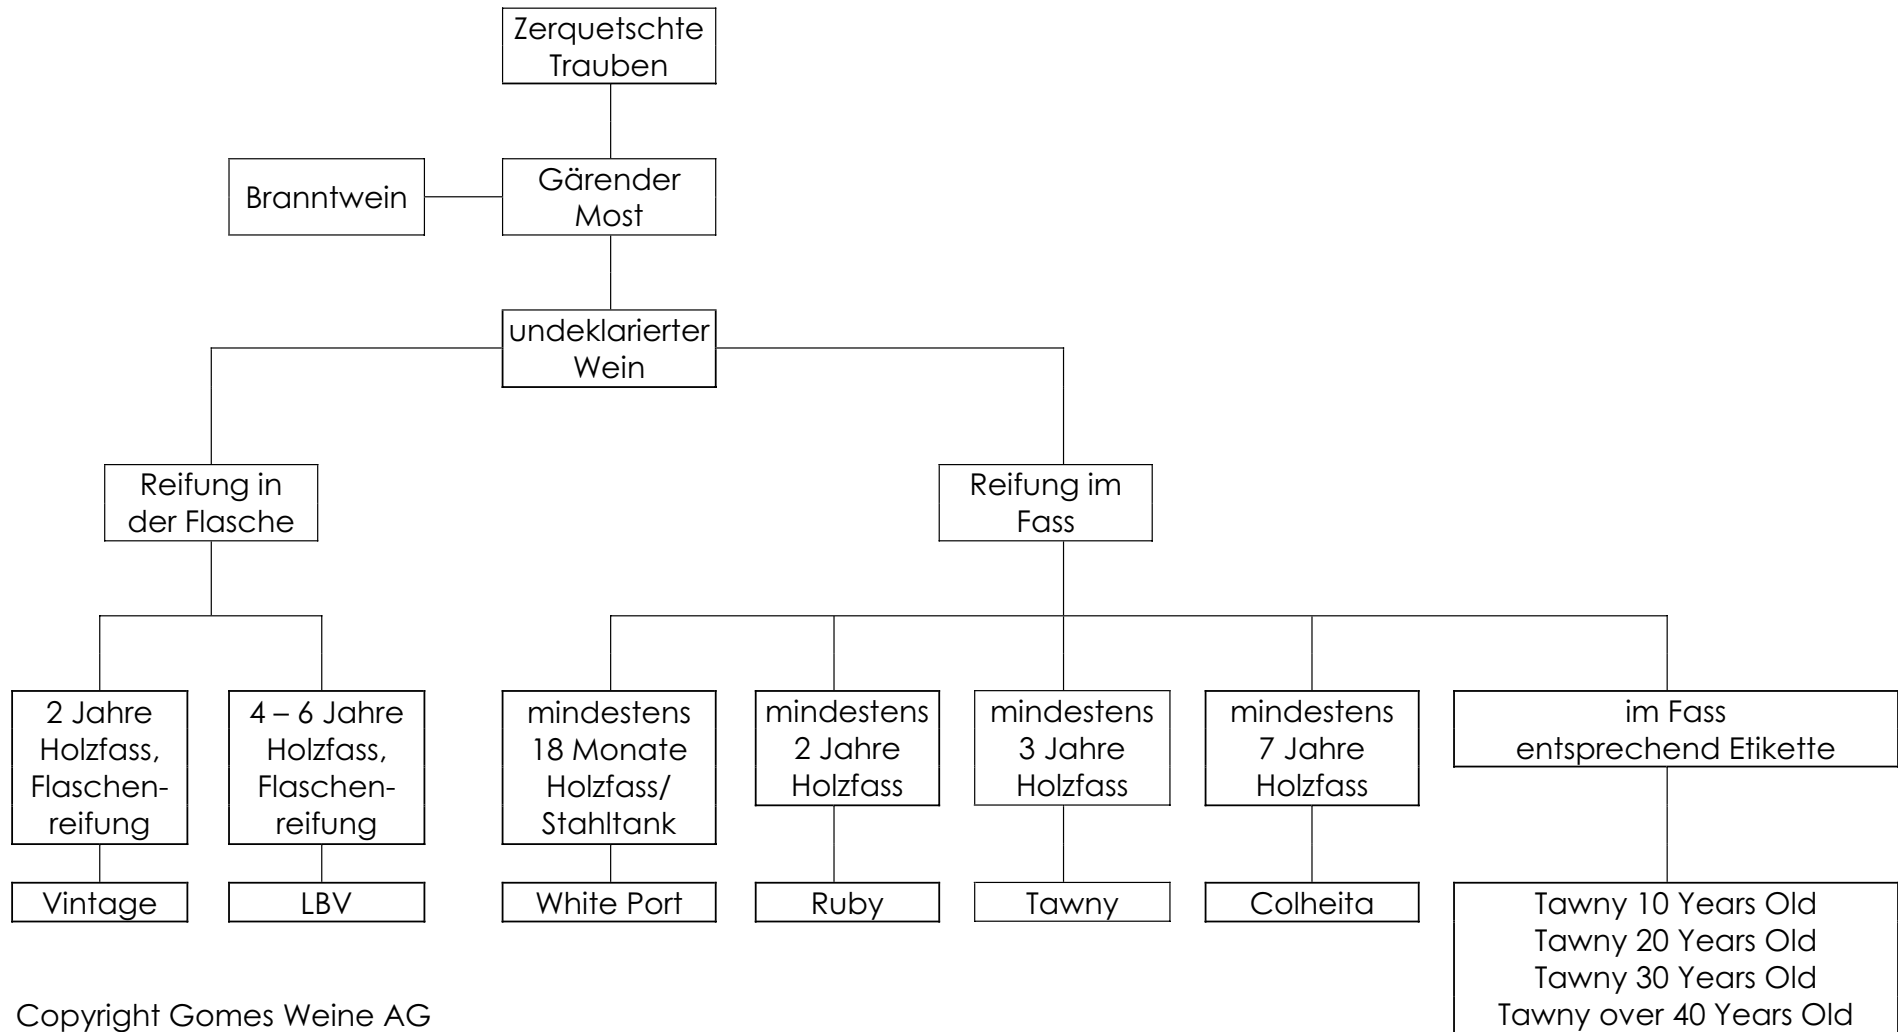 Zerquetschte
Trauben
Branntwein
Gärender
Most
undeklarierter
Wein
Reifung in
der Flasche
Reifung im
Fass
2 Jahre
Holzfass,
Flaschen-
reifung
4 – 6 Jahre
Holzfass,
Flaschen-
reifung
mindestens
18 Monate
Holzfass/
Stahltank
mindestens
2 Jahre
Holzfass
mindestens
3 Jahre
Holzfass
mindestens
7 Jahre
Holzfass
im Fass
entsprechend Etikette
Vintage
LBV
White Port
Ruby
Tawny
Colheita
Tawny 10 Years Old
Tawny 20 Years Old
Tawny 30 Years Old
Tawny over 40 Years Old
Copyright Gomes Weine AG